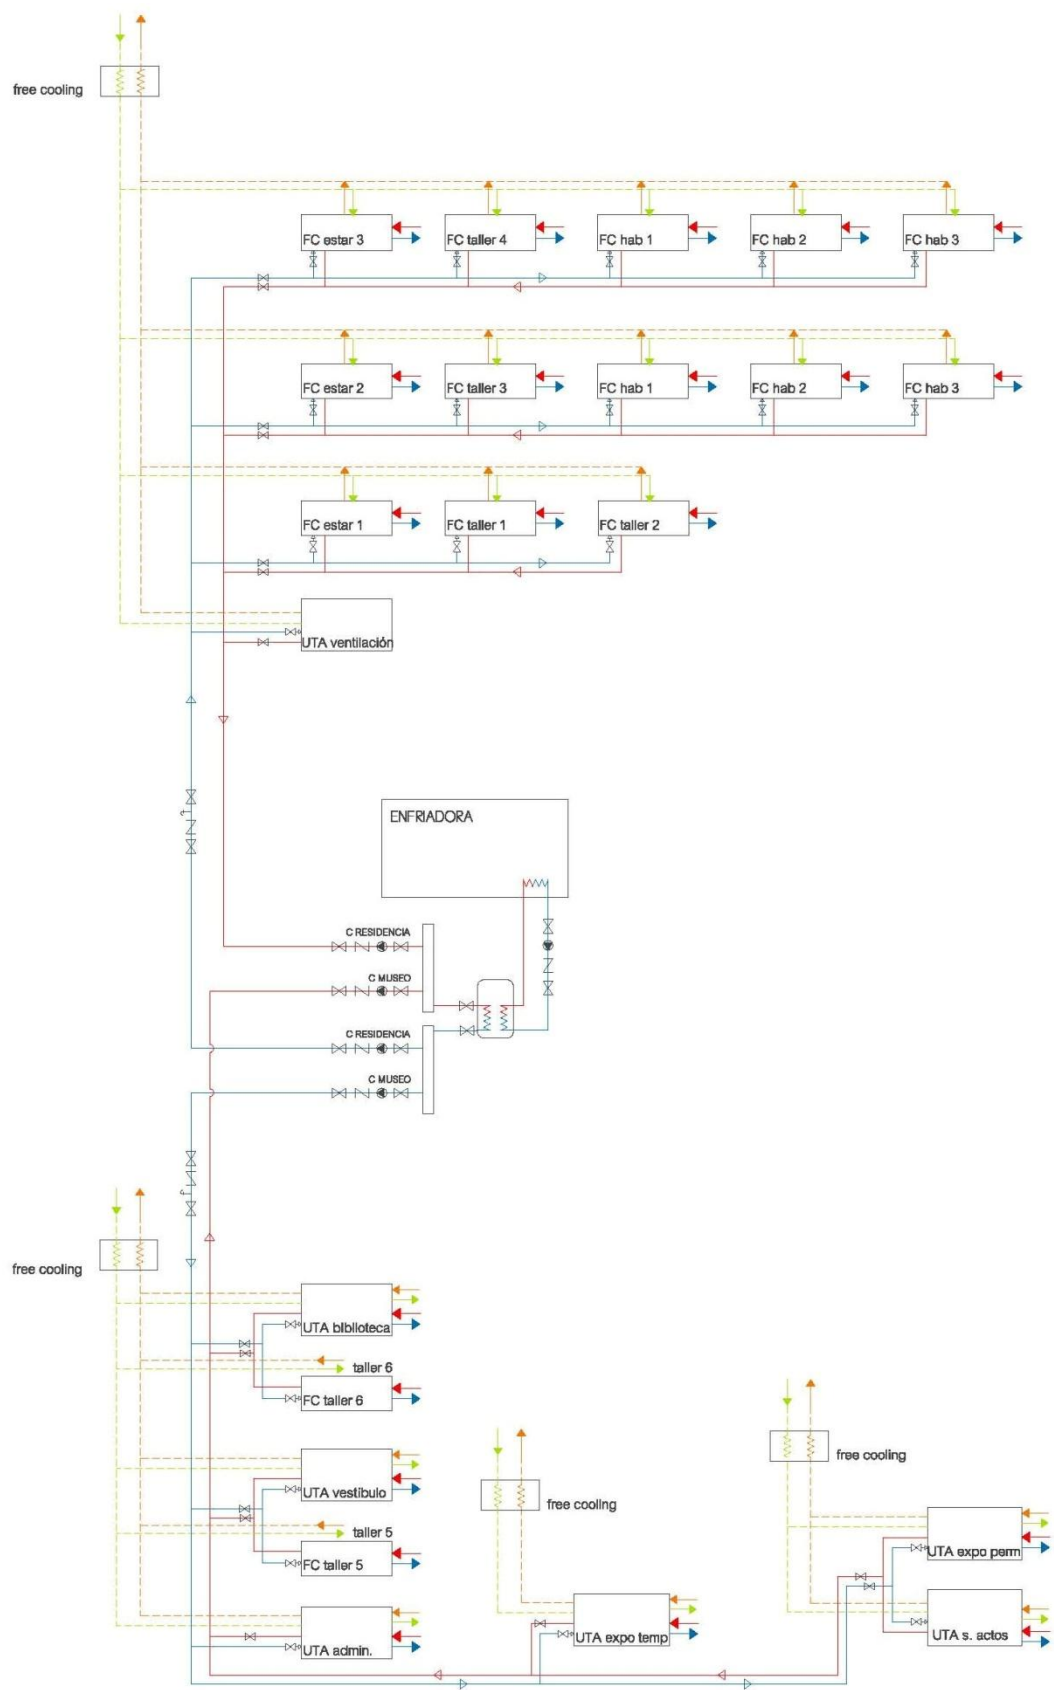 free cooling
FC estar 3
FC taller 4
FC hab 1
FC hab 2
FC hab 3
FC estar 2
FC taller 3
FC hab 1
FC hab 2
FC hab 3
FC estar 1
FC taller 1
FC taller 2
UTA ventilación
ENFRIADORA
C RESIDENCIA
C MUSEO
C RESIDENCIA
C MUSEO
free cooling
UTA biblioteca
taller 6
FC taller 6
UTA vestíbulo
taller 5
FC taller 5
UTA admin.
free cooling
UTA expo temp
free cooling
UTA expo perm
UTA s. actos